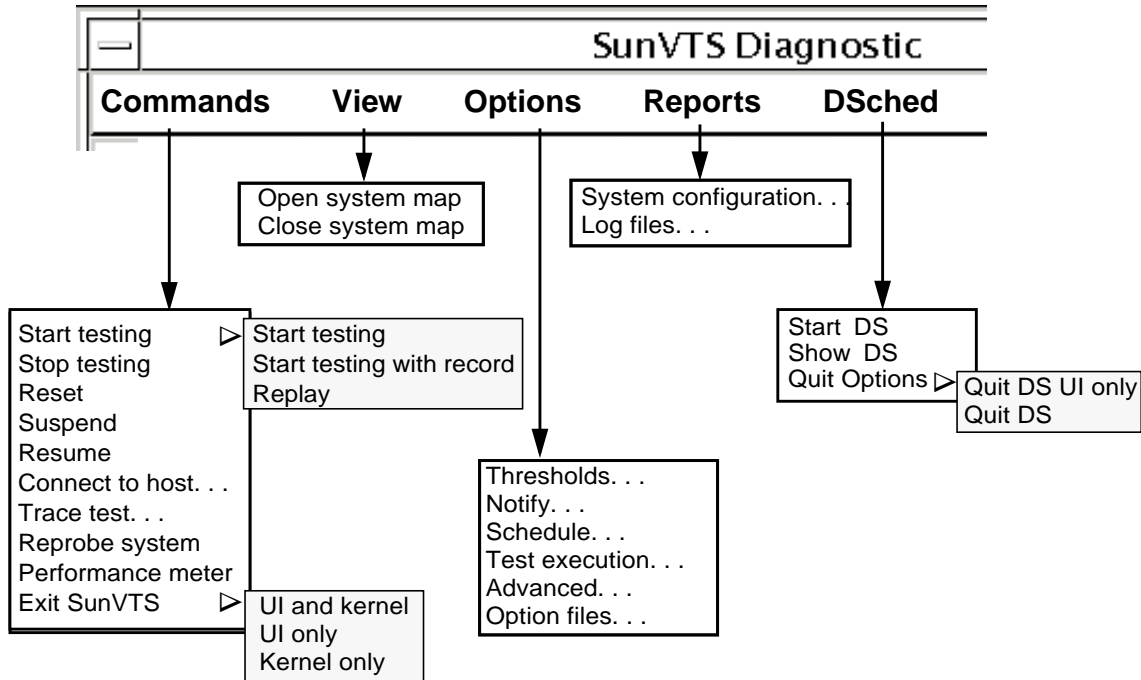 SunVTS Diagnostic
Commands View Options Reports DSched
Open system map
Close system map
System configuration. . .
Log files. . .
Start testing
Stop testing
Reset
Suspend
Resume
Connect to host. . .
Trace test. . .
Reprobe system
Performance meter
Exit SunVTS
Start testing
Start testing with record
Replay
UI and kernel
UI only
Kernel only
Thresholds. . .
Notify. . .
Schedule. . .
Test execution. . .
Advanced. . .
Option files. . .
Start DS
Show DS
Quit Options
Quit DS UI only
Quit DS